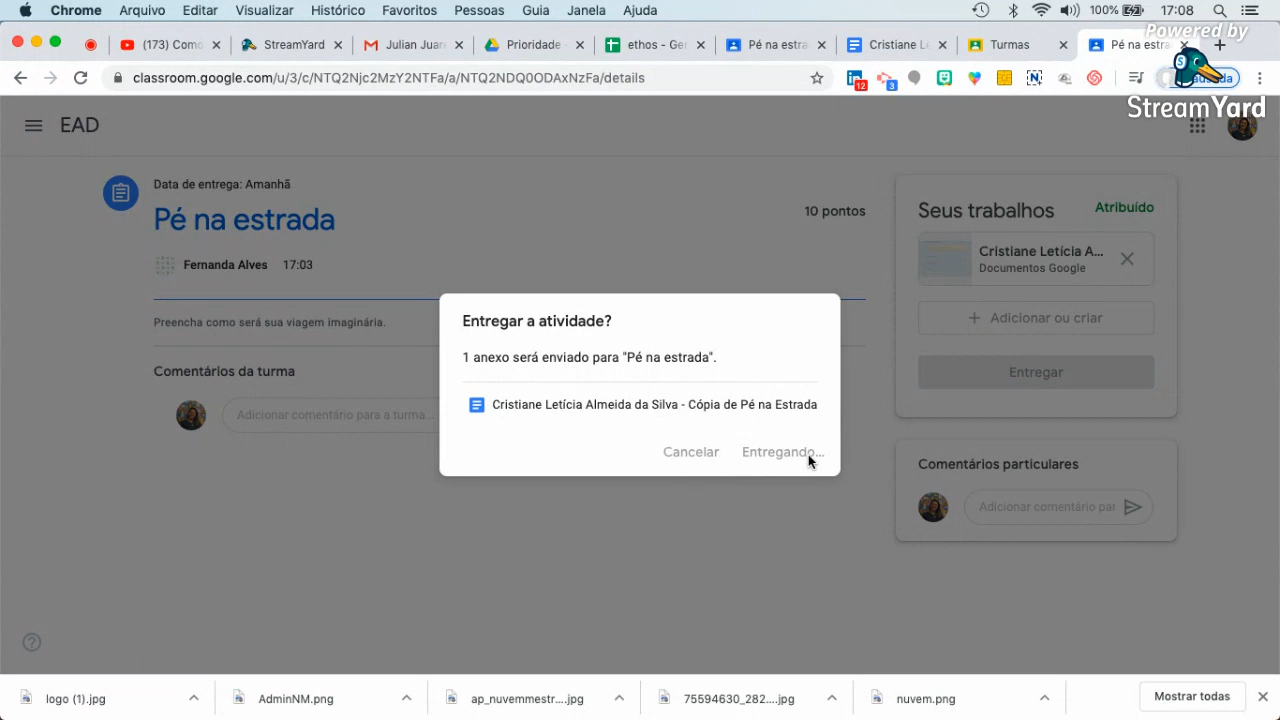 Chrome Arquivo Editar Visualizar Histórico Favoritos Pessoas Guia Janela Ajuda 100% 17:08
(173) Como StreamYard Julian Juare Prioridade - ethos - Ger Pé na estra Cristiane L Turmas Pé na estra
Powered by
classroom.google.com/u/3/c/NTQ2Njc2MzY2NTFa/a/NTQ2NDQ0ODAxNzFa/details
12
3
StreamYard
EAD
Data de entrega: Amanhã
Pé na estrada
10 pontos
Fernanda Alves 17:03
Preencha como será sua viagem imaginária.
Comentários da turma
Adicionar comentário para a turma...
Seus trabalhos
Atribuído
Cristiane Letícia A...
Documentos Google
Adicionar ou criar
Entregar
Comentários particulares
Adicionar comentário par
Entregar a atividade?
1 anexo será enviado para "Pé na estrada".
Cristiane Letícia Almeida da Silva - Cópia de Pé na Estrada
Cancelar Entregando...
logo (1).jpg AdminNM.png ap_nuvemmestr....jpg 75594630_282....jpg nuvem.png Mostrar todas